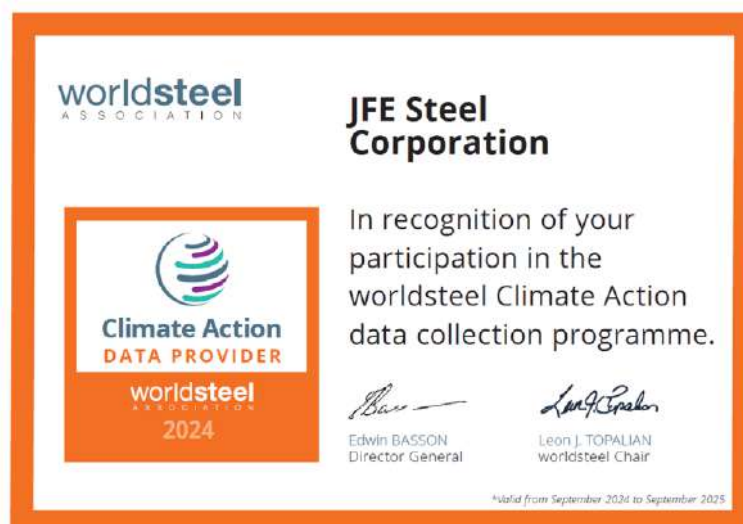 worldsteel
ASSOCIATION
JFE Steel
Corporation
In recognition of your
participation in the
worldsteel Climate Action
data collection programme.
Climate Action
DATA PROVIDER
worldsteel
ASSOCIATION
2024
Edwin BASSON
Director General
Leon J. TOPALIAN
worldsteel Chair
*Valid from September 2024 to September 2025